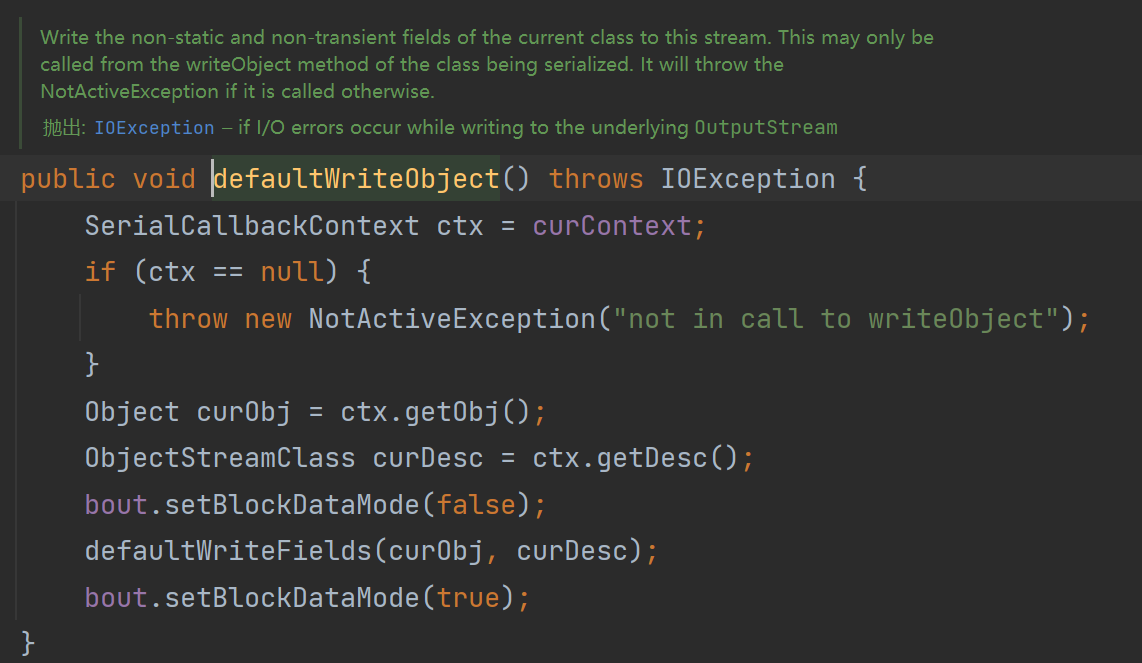 Write the non-static and non-transient fields of the current class to this stream. This may only be
called from the writeObject method of the class being serialized. It will throw the
NotActiveException if it is called otherwise.
抛出: IOException – if I/O errors occur while writing to the underlying OutputStream
public void defaultWriteObject() throws IOException {
    SerialCallbackContext ctx = curContext;
    if (ctx == null) {
        throw new NotActiveException("not in call to writeObject");
    }
    Object curObj = ctx.getObj();
    ObjectStreamClass curDesc = ctx.getDesc();
    bout.setBlockDataMode(false);
    defaultWriteFields(curObj, curDesc);
    bout.setBlockDataMode(true);
}